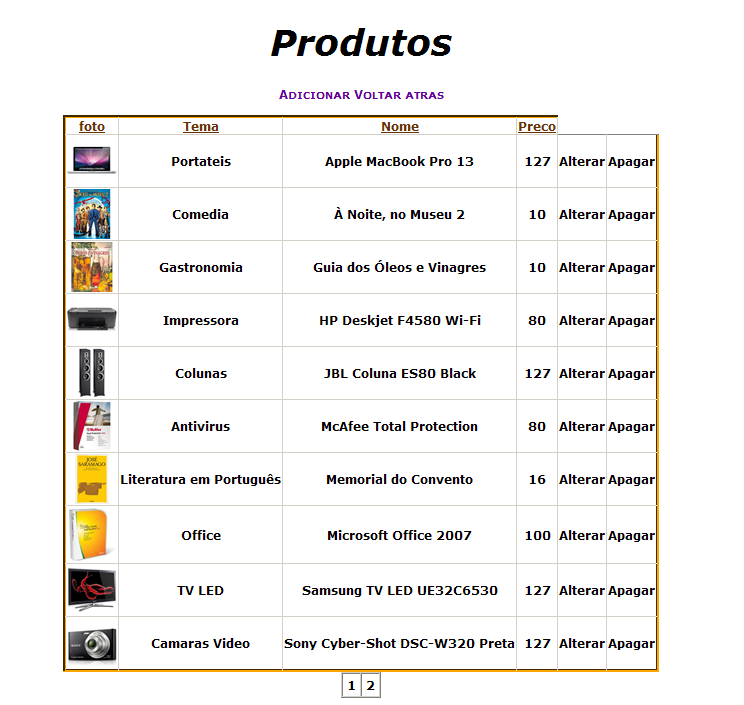 Produtos
ADICIONAR VOLTAR ATRAS
foto Tema Nome Preco
Portateis Apple MacBook Pro 13 127 Alterar Apagar
Comedia À Noite, no Museu 2 10 Alterar Apagar
Gastronomia Guia dos Óleos e Vinagres 10 Alterar Apagar
Impressora HP Deskjet F4580 Wi-Fi 80 Alterar Apagar
Colunas JBL Coluna ES80 Black 127 Alterar Apagar
Antivirus McAfee Total Protection 80 Alterar Apagar
JOSÉ
SARAMAGO
Literatura em Português Memorial do Convento 16 Alterar Apagar
Office Microsoft Office 2007 100 Alterar Apagar
TV LED Samsung TV LED UE32C6530 127 Alterar Apagar
Camaras Video Sony Cyber-Shot DSC-W320 Preta 127 Alterar Apagar
1 2